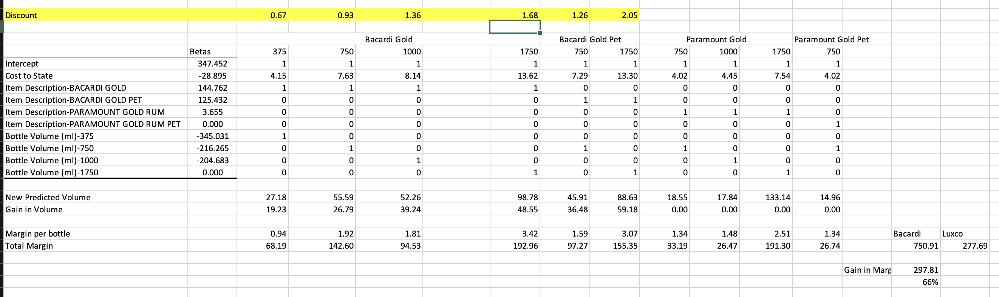 Discount 0.67 0.93 1.36 1.68 1.26 2.05
Bacardi Gold Bacardi Gold Pet Paramount Gold Paramount Gold Pet
Betas 375 750 1000 1750 750 1750 750 1000 1750 750
Intercept 347.452 1 1 1 1 1 1 1 1 1 1
Cost to State -28.895 4.15 7.63 8.14 13.62 7.29 13.30 4.02 4.45 7.54 4.02
Item Description-BACARDI GOLD 144.762 1 1 1 1 0 0 0 0 0 0
Item Description-BACARDI GOLD PET 125.432 0 0 0 0 1 1 0 0 0 0
Item Description-PARAMOUNT GOLD RUM 3.655 0 0 0 0 0 0 1 1 1 0
Item Description-PARAMOUNT GOLD RUM PET 0.000 0 0 0 0 0 0 0 0 0 1
Bottle Volume (ml)-375 -345.031 1 0 0 0 0 0 0 0 0 0
Bottle Volume (ml)-750 -216.265 0 1 0 0 1 0 1 0 0 1
Bottle Volume (ml)-1000 -204.683 0 0 1 0 0 0 0 1 0 0
Bottle Volume (ml)-1750 0.000 0 0 0 1 0 1 0 0 1 0
New Predicted Volume 27.18 55.59 52.26 98.78 45.91 88.63 18.55 17.84 133.14 14.96
Gain in Volume 19.23 26.79 39.24 48.55 36.48 59.18 0.00 0.00 0.00 0.00
Margin per bottle 0.94 1.92 1.81 3.42 1.59 3.07 1.34 1.48 2.51 1.34 Bacardi Luxco
Total Margin 68.19 142.60 94.53 192.96 97.27 155.35 33.19 26.47 191.30 26.74 750.91 277.69
Gain in Marg 297.81
66%